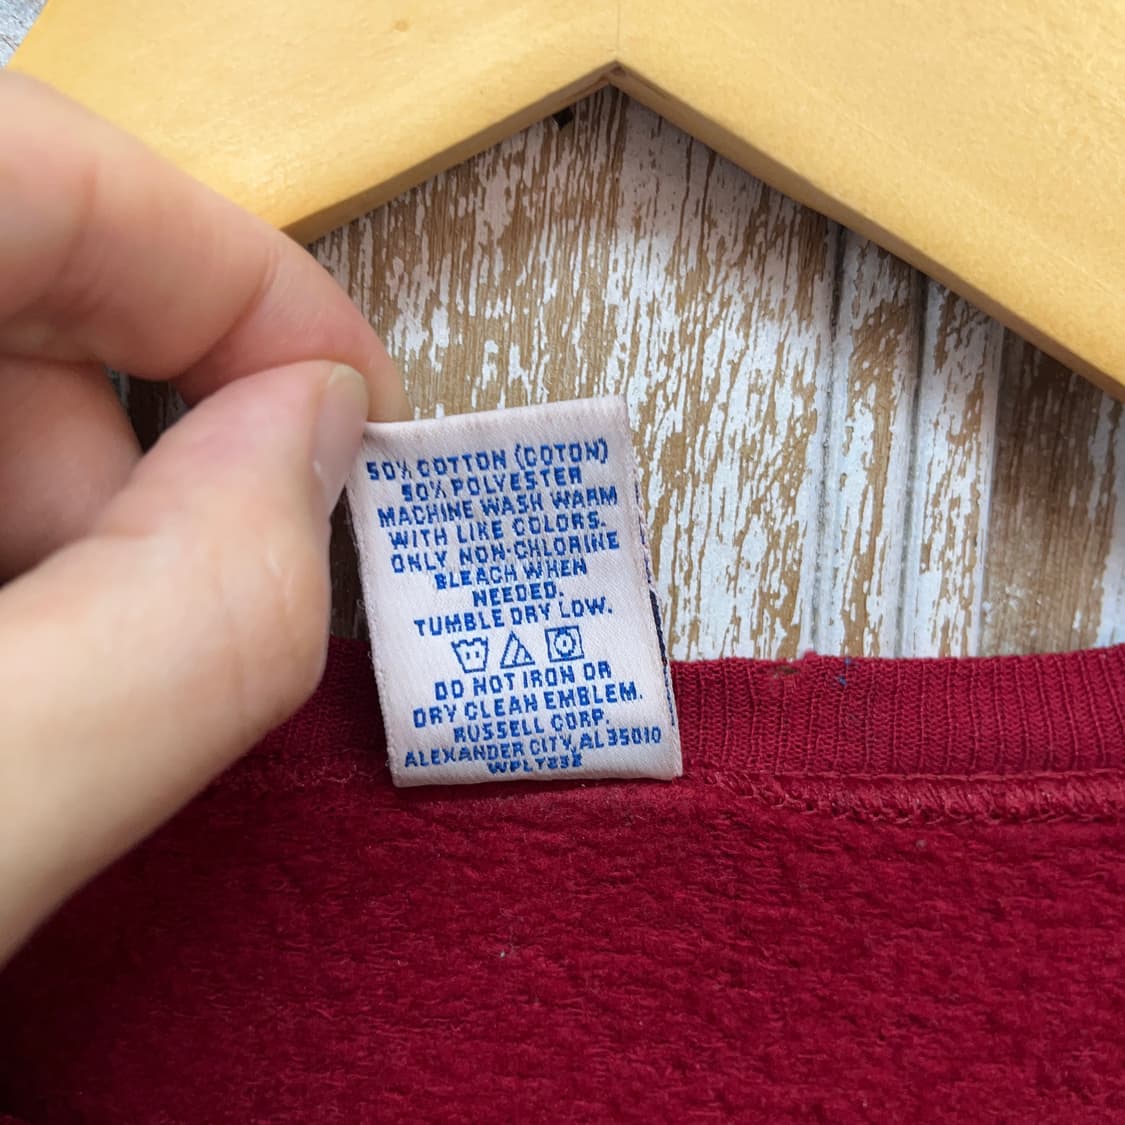 50% COTTON (COTON)
50% POLYESTER
MACHINE WASH WARM
WITH LIKE COLORS.
ONLY NON-CHLORINE
BLEACH WHEN
NEEDED.
TUMBLE DRY LOW.
DO NOT IRON OR
DRY CLEAN EMBLEM.
RUSSELL CORP.
ALEXANDER CITY, AL 35010